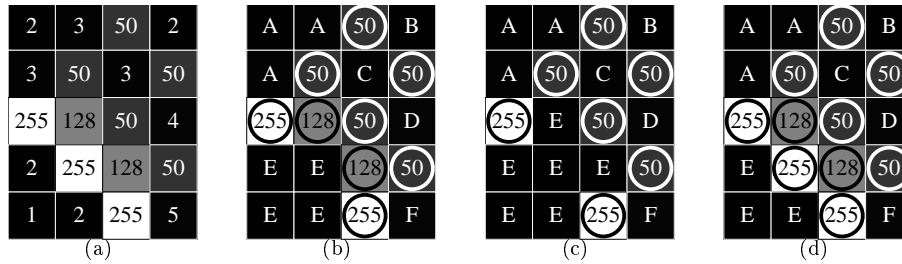 2 3 50 2 A A 50 B A A 50 B A A 50 B
3 50 3 50 A 50 C 50 A 50 C 50 A 50 C 50
255 128 50 4 255 128 50 D 255 E 50 D 255 128 50 D
2 255 128 50 E E 128 50 E E E 50 E 255 128 50
1 2 255 5 E E 255 F E E 255 F E E 255 F
(a) (b) (c) (d)